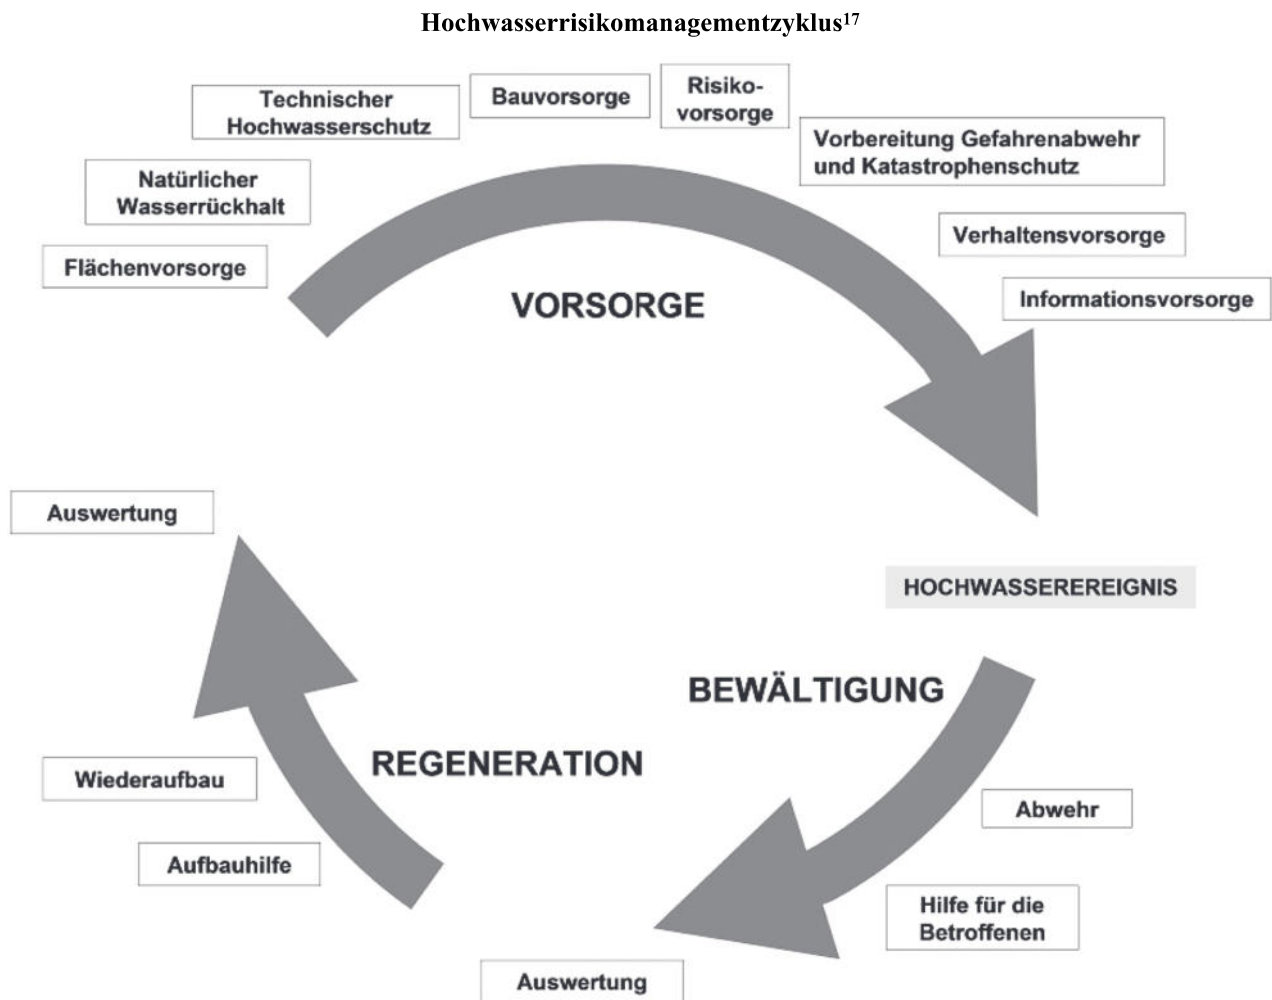 Hochwasserrisikomanagementzyklus¹⁷
Technischer
Hochwasserschutz
Bauvorsorge
Risiko-
vorsorge
Vorbereitung Gefahrenabwehr
und Katastrophenschutz
Natürlicher
Wasserrückhalt
Verhaltensvorsorge
Flächenvorsorge
Informationsvorsorge
VORSORGE
Auswertung
HOCHWASSEREREIGNIS
BEWÄLTIGUNG
REGENERATION
Wiederaufbau
Abwehr
Aufbauhilfe
Hilfe für die
Betroffenen
Auswertung